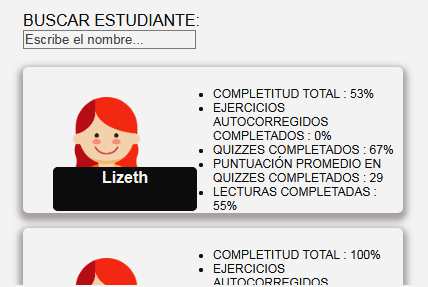 BUSCAR ESTUDIANTE:
Escribe el nombre...
COMPLETITUD TOTAL : 53%
EJERCICIOS
AUTOCORREGIDOS
COMPLETADOS : 0%
QUIZZES COMPLETADOS : 67%
PUNTUACIÓN PROMEDIO EN
QUIZZES COMPLETADOS : 29
LECTURAS COMPLETADAS :
55%
Lizeth
COMPLETITUD TOTAL : 100%
EJERCICIOS
AUTOCORREGIDOS